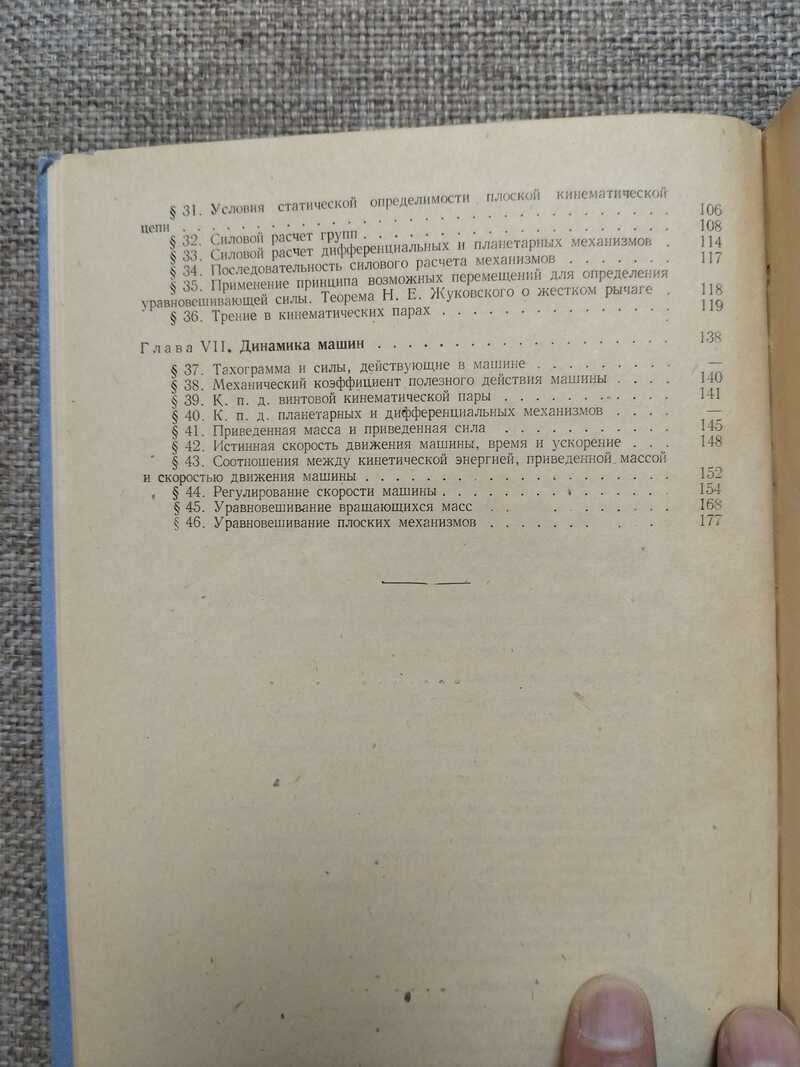 § 31. Условия статической определимости плоской кинематической
цепи . . . . . . . . . . . . . . . . . . . . . . . . . . . . . 106
§ 32. Силовой расчет групп . . . . . . . . . . . . . . . . . . 108
§ 33. Силовой расчет дифференциальных и планетарных механизмов . 114
§ 34. Последовательность силового расчета механизмов . . . . . . . 117
§ 35. Применение принципа возможных перемещений для определения
уравновешивающей силы. Теорема Н. Е. Жуковского о жестком рычаге . 118
§ 36. Трение в кинематических парах . . . . . . . . . . . . . . . 119
Глава VII. Динамика машин . . . . . . . . . . . . . . . . . . . 138
§ 37. Тахограмма и силы, действующие в машине . . . . . . . . . —
§ 38. Механический коэффициент полезного действия машины . . . . 140
§ 39. К. п. д. винтовой кинематической пары . . . . . . . . . . . 141
§ 40. К. п. д. планетарных и дифференциальных механизмов . . . . —
§ 41. Приведенная масса и приведенная сила . . . . . . . . . . . 145
§ 42. Истинная скорость движения машины, время и ускорение . . . 148
§ 43. Соотношения между кинетической энергией, приведенной массой
и скоростью движения машины . . . . . . . . . . . . . . . . . . 152
§ 44. Регулирование скорости машины . . . . . . . . . . . . . . 154
§ 45. Уравновешивание вращающихся масс . . . . . . . . . . 168
§ 46. Уравновешивание плоских механизмов . . . . . . . . . 177